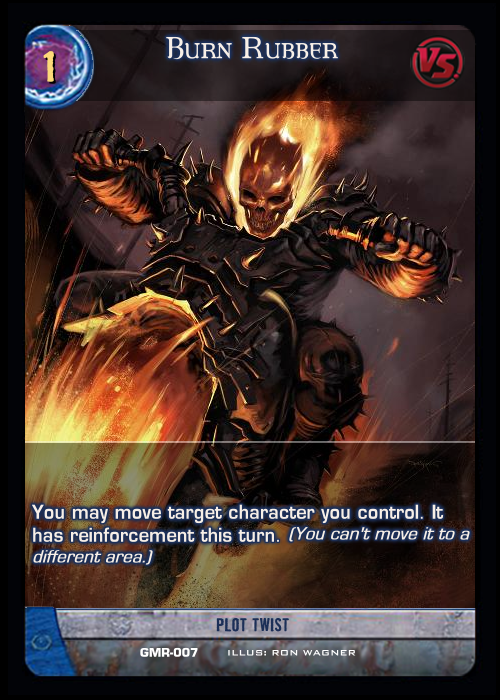 1
Burn Rubber
VS
You may move target character you control. It
has reinforcement this turn. (You can't move it to a
different area.)
PLOT TWIST
GMR-007 ILLUS: RON WAGNER